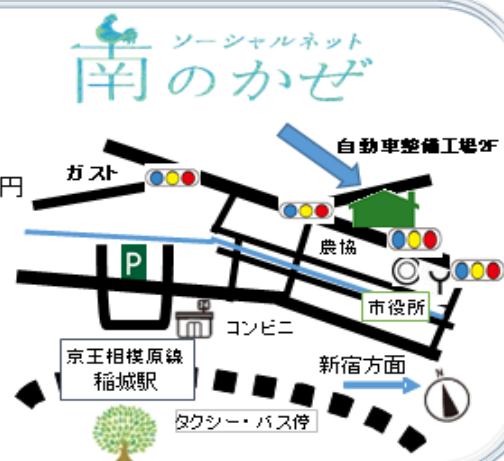 ソーシャルネット
南のかぜ
自動車整備工場2F
ガスト
円
農協
P
市役所
コンビニ
京王相模原線
稲城駅
新宿方面
N
タクシー・バス停